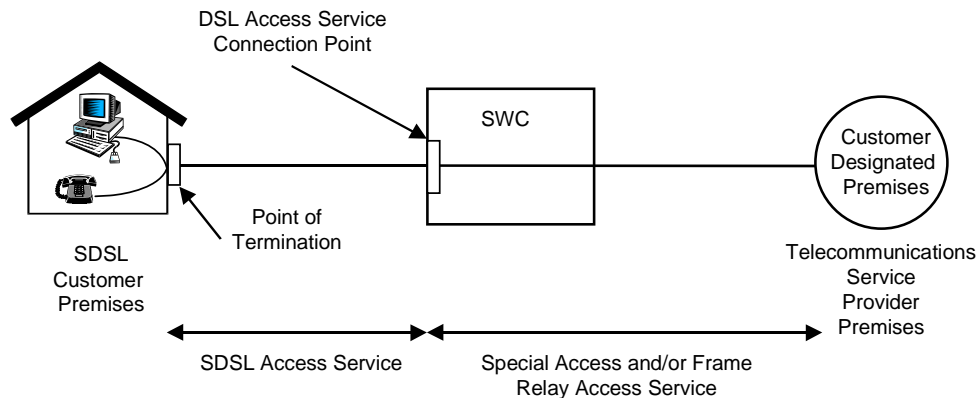 DSL Access Service
Connection Point
SWC
Customer
Designated
Premises
Point of
Termination
SDSL
Customer
Premises
Telecommunications
Service
Provider
Premises
SDSL Access Service
Special Access and/or Frame
Relay Access Service